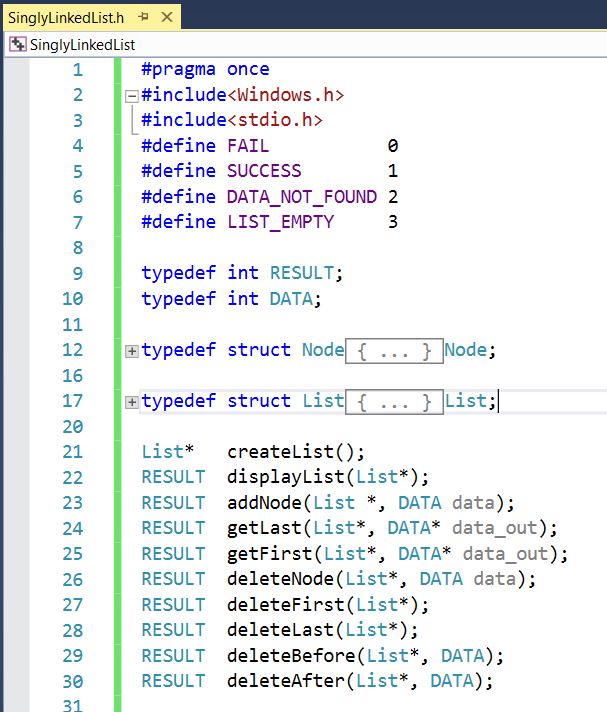 SinglyLinkedList.h
SinglyLinkedList
1 #pragma once
2 #include<Windows.h>
3 #include<stdio.h>
4 #define FAIL 0
5 #define SUCCESS 1
6 #define DATA_NOT_FOUND 2
7 #define LIST_EMPTY 3
8
9 typedef int RESULT;
10 typedef int DATA;
11
12 typedef struct Node{ ... }Node;
16
17 typedef struct List{ ... }List;
20
21 List* createList();
22 RESULT displayList(List*);
23 RESULT addNode(List *, DATA data);
24 RESULT getLast(List*, DATA* data_out);
25 RESULT getFirst(List*, DATA* data_out);
26 RESULT deleteNode(List*, DATA data);
27 RESULT deleteFirst(List*);
28 RESULT deleteLast(List*);
29 RESULT deleteBefore(List*, DATA);
30 RESULT deleteAfter(List*, DATA);
31